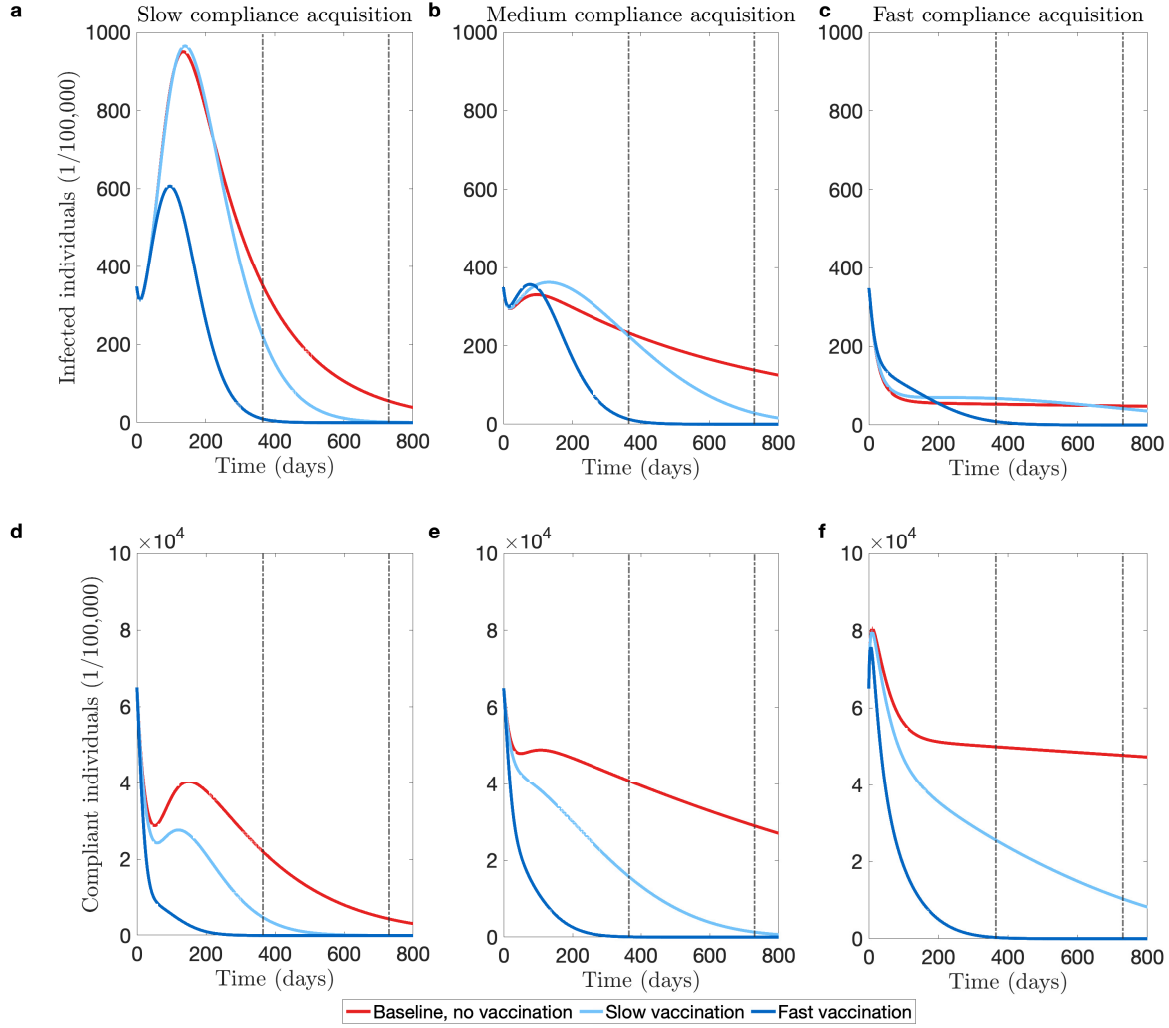 a
Slow compliance acquisition
b
Medium compliance acquisition
c
Fast compliance acquisition
Infected individuals (1/100,000)
1000
800
600
400
200
0
0 200 400 600 800
Time (days)
1000
800
600
400
200
0
0 200 400 600 800
Time (days)
1000
800
600
400
200
0
0 200 400 600 800
Time (days)
d
Compliant individuals (1/100,000)
×10⁴
10
8
6
4
2
0
0 200 400 600 800
Time (days)
e
×10⁴
10
8
6
4
2
0
0 200 400 600 800
Time (days)
f
×10⁴
10
8
6
4
2
0
0 200 400 600 800
Time (days)
Baseline, no vaccination Slow vaccination Fast vaccination